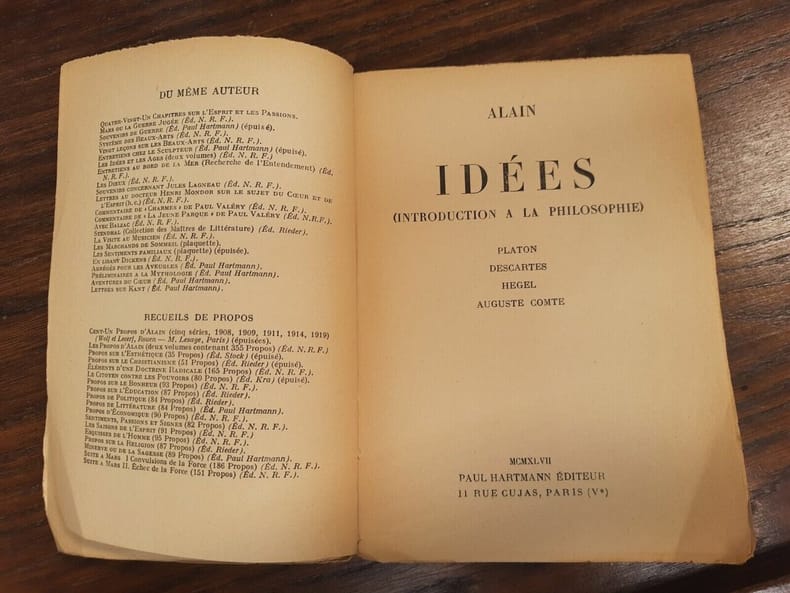 DU MÊME AUTEUR
QUATRE-VINGT-UN CHAPITRES SUR L'ESPRIT ET LES PASSIONS.
MARS OU LA GUERRE JUGÉE (Éd. N. R. F.).
SOUVENIRS DE GUERRE (Éd. Paul Hartmann) (épuisé).
SYSTÈME DES BEAUX-ARTS (Éd. N. R. F.).
VINGT LEÇONS SUR LES BEAUX-ARTS (Éd. N. R. F.).
ENTRETIENS CHEZ LE SCULPTEUR (Éd. Paul Hartmann) (épuisé).
LES IDÉES ET LES AGES (deux volumes) (Éd. N. R. F.).
ENTRETIENS AU BORD DE LA MER (Recherche de l'Entendement) (Éd.
N. R. F.).
LES DIEUX (Éd. N. R. F.).
SOUVENIRS CONCERNANT JULES LAGNEAU (Éd. N. R. F.).
LETTRES AU DOCTEUR HENRI MONDOR SUR LE SUJET DU CŒUR ET DE
L'ESPRIT (h. c.) (Éd. N. R. F.).
COMMENTAIRE DE « CHARMES » DE PAUL VALÉRY (Éd. N. R. F.).
COMMENTAIRE DE « LA JEUNE PARQUE » DE PAUL VALÉRY (Éd. N.R.F.).
AVEC BALZAC (Éd. N. R. F.).
STENDHAL (Collection des Maîtres de Littérature) (Éd. Rieder).
LA VISITE AU MUSICIEN (Éd. N. R. F.).
LES MARCHANDS DE SOMMEIL (plaquette).
LES SENTIMENTS FAMILIAUX (plaquette) (épuisée).
EN LISANT DICKENS (Éd. N. R. F.).
ABRÉGÉS POUR LES AVEUGLES (Éd. Paul Hartmann).
PRÉLIMINAIRES A LA MYTHOLOGIE (Éd. Paul Hartmann).
AVENTURES DU CŒUR (Éd. Paul Hartmann).
LETTRES SUR KANT (Éd. Paul Hartmann).
RECUEILS DE PROPOS
CENT-UN PROPOS D'ALAIN (cinq séries, 1908, 1909, 1911, 1914, 1919)
(Wolf et Lecerf, Rouen — M. Lesage, Paris) (épuisées).
LES PROPOS D'ALAIN (deux volumes contenant 355 Propos) (Éd. N. R. F.)
PROPOS SUR L'ESTHÉTIQUE (35 Propos) (Éd. Stock) (épuisé).
PROPOS SUR LE CHRISTIANISME (51 Propos) (Éd. Rieder) (épuisé).
ÉLÉMENTS D'UNE DOCTRINE RADICALE (165 Propos) (Éd. N. R. F.).
LE CITOYEN CONTRE LES POUVOIRS (80 Propos) (Éd. Kra) (épuisé).
PROPOS SUR LE BONHEUR (93 Propos) (Éd. N. R. F.).
PROPOS SUR L'ÉDUCATION (87 Propos) (Éd. Rieder).
PROPOS DE POLITIQUE (84 Propos) (Éd. Rieder).
PROPOS DE LITTÉRATURE (84 Propos) (Éd. Paul Hartmann).
PROPOS D'ÉCONOMIQUE (90 Propos) (Éd. N. R. F.).
SENTIMENTS, PASSIONS ET SIGNES (82 Propos) (Éd. N. R. F.).
LES SAISONS DE L'ESPRIT (91 Propos) (Éd. N. R. F.)
ESQUISSES DE L'HOMME (95 Propos) (Éd. N. R. F.).
PROPOS SUR LA RELIGION (87 Propos) (Éd. Rieder).
MINERVE OU DE LA SAGESSE (89 Propos) (Éd. Paul Hartmann).
SUITE A MARS I Convulsions de la Force (186 Propos) (Éd. N. R. F.).
SUITE A MARS II. Échec de la Force (151 Propos) (Éd. N. R. F.).
ALAIN
IDÉES
(INTRODUCTION A LA PHILOSOPHIE)
PLATON
DESCARTES
HEGEL
AUGUSTE COMTE
MCMXLVII
PAUL HARTMANN ÉDITEUR
11 RUE CUJAS, PARIS (Vᵉ)